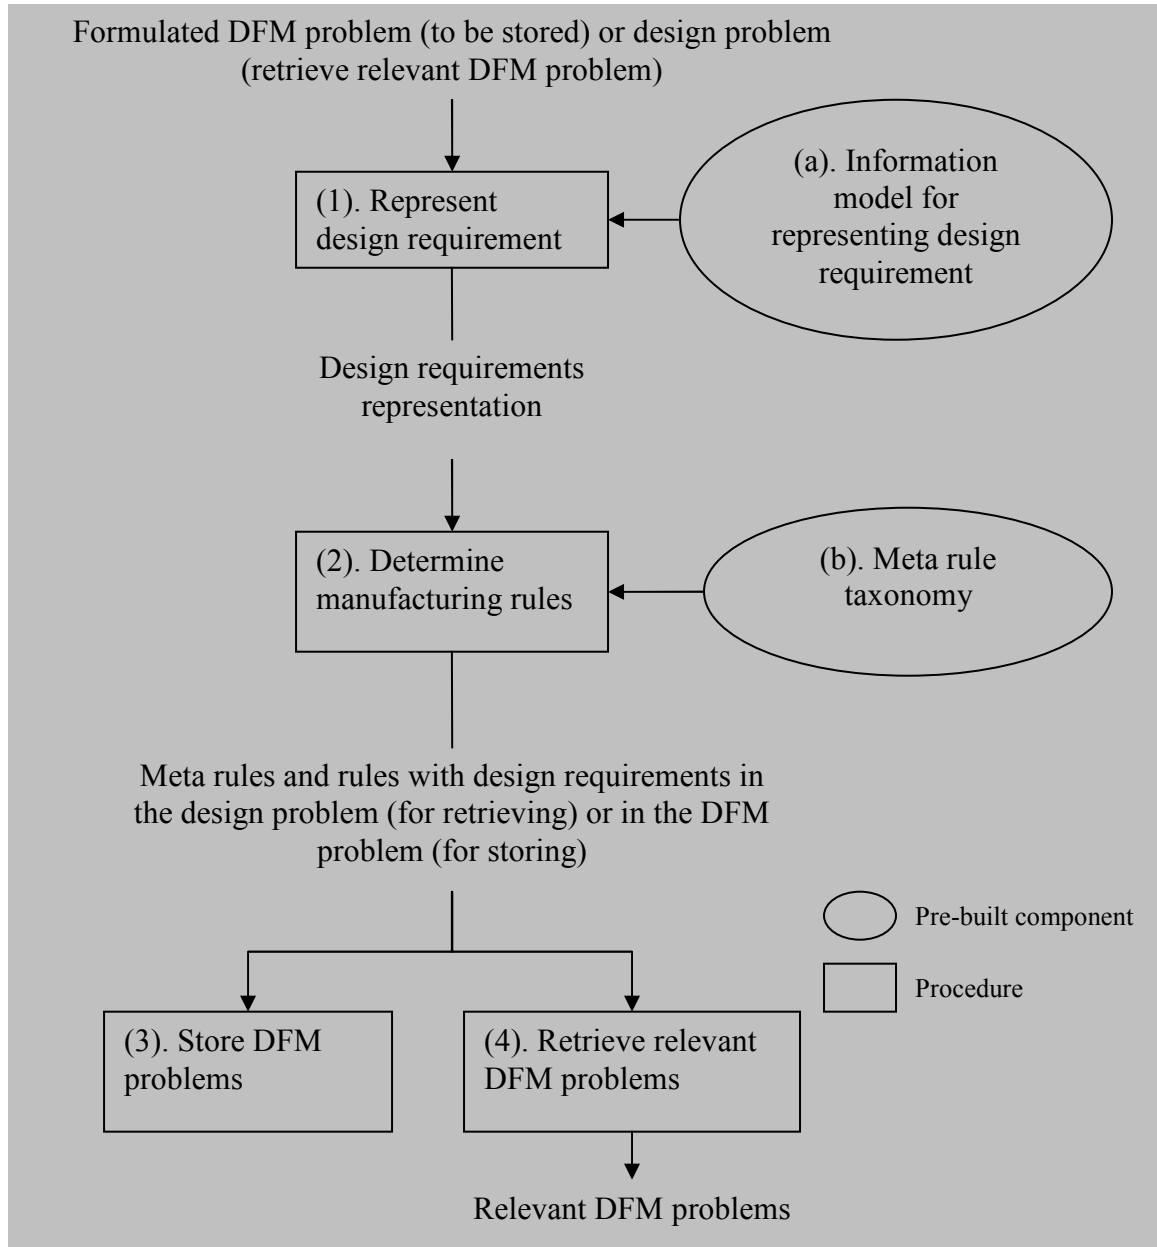 Formulated DFM problem (to be stored) or design problem
(retrieve relevant DFM problem)
(1). Represent
design requirement
(a). Information
model for
representing design
requirement
Design requirements
representation
(2). Determine
manufacturing rules
(b). Meta rule
taxonomy
Meta rules and rules with design requirements in
the design problem (for retrieving) or in the DFM
problem (for storing)
Pre-built component
Procedure
(3). Store DFM
problems
(4). Retrieve relevant
DFM problems
Relevant DFM problems